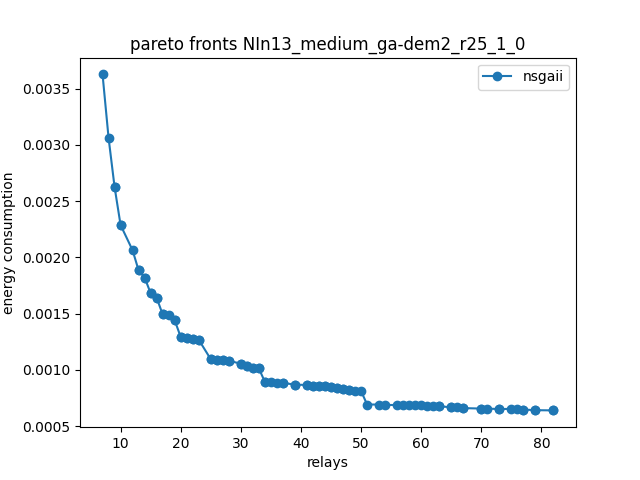 pareto fronts NIn13_medium_ga-dem2_r25_1_0
nsgaii
0.0035
0.0030
0.0025
0.0020
0.0015
0.0010
0.0005
energy consumption
10 20 30 40 50 60 70 80
relays